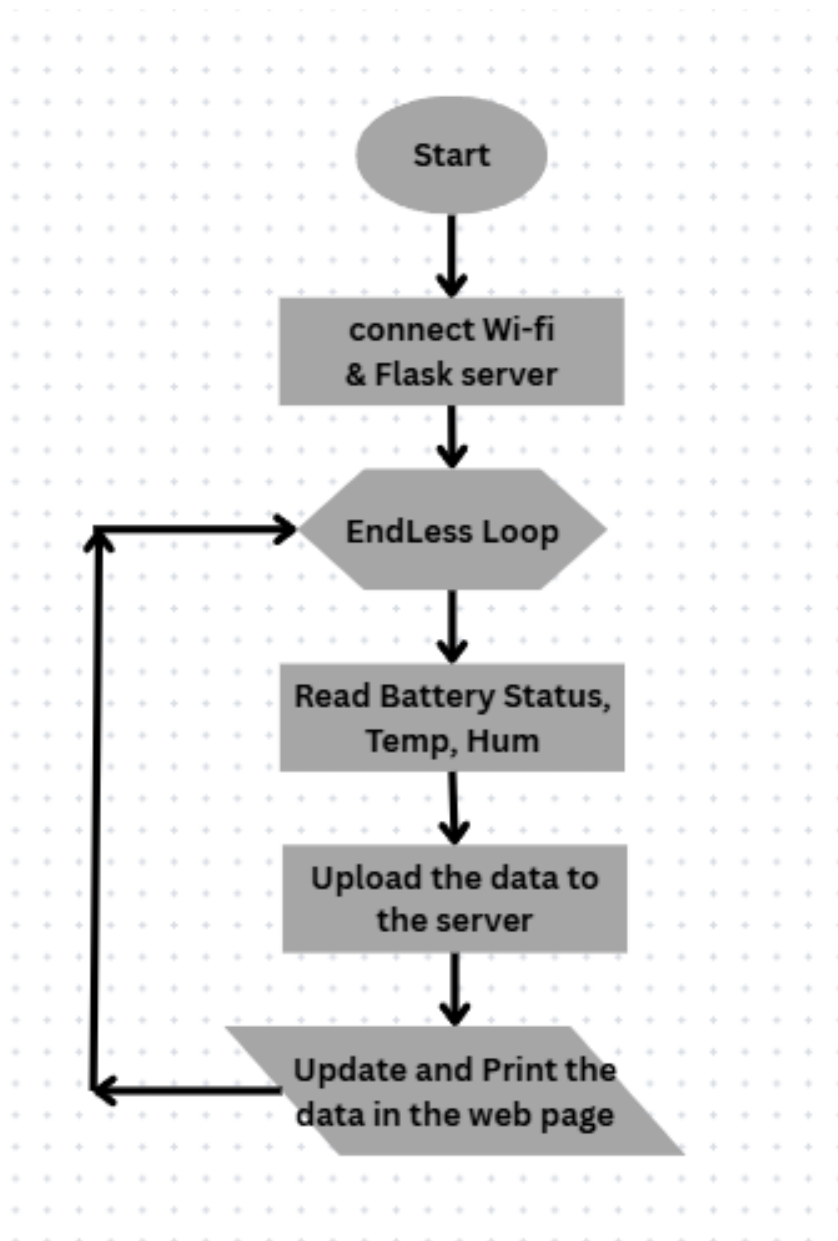 Start
connect Wi-fi
& Flask server
EndLess Loop
Read Battery Status,
Temp, Hum
Upload the data to
the server
Update and Print the
data in the web page